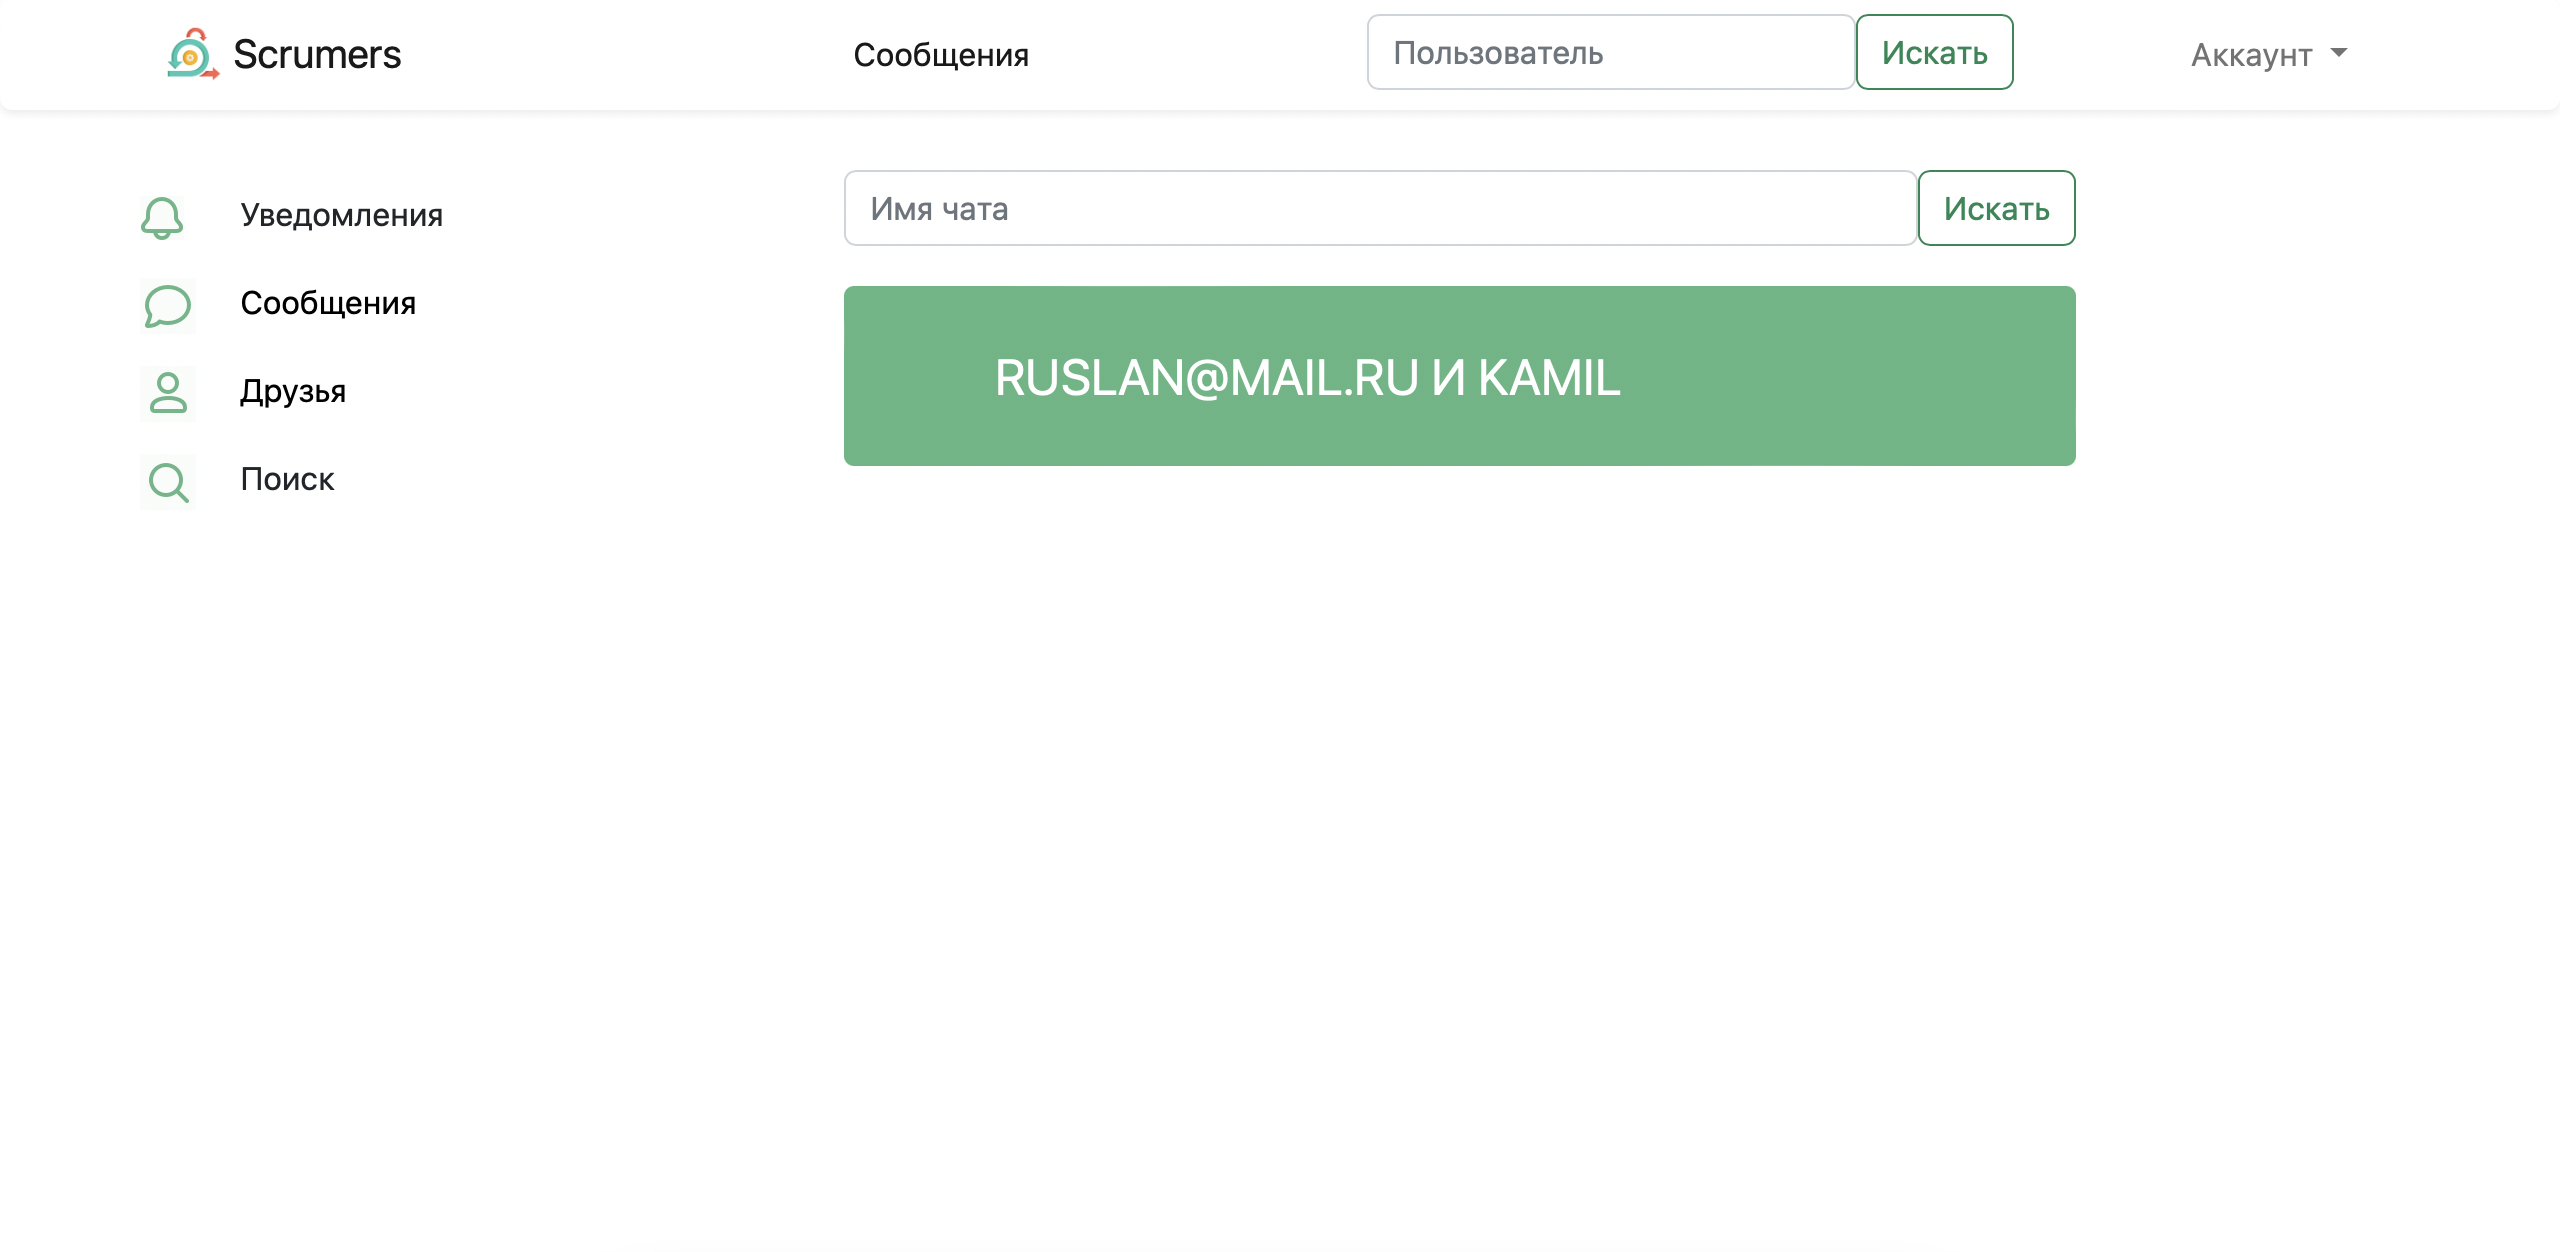 Scrumers
Сообщения
Пользователь
Искать
Аккаунт
Уведомления
Сообщения
Друзья
Поиск
Имя чата
Искать
RUSLAN@MAIL.RU И KAMIL